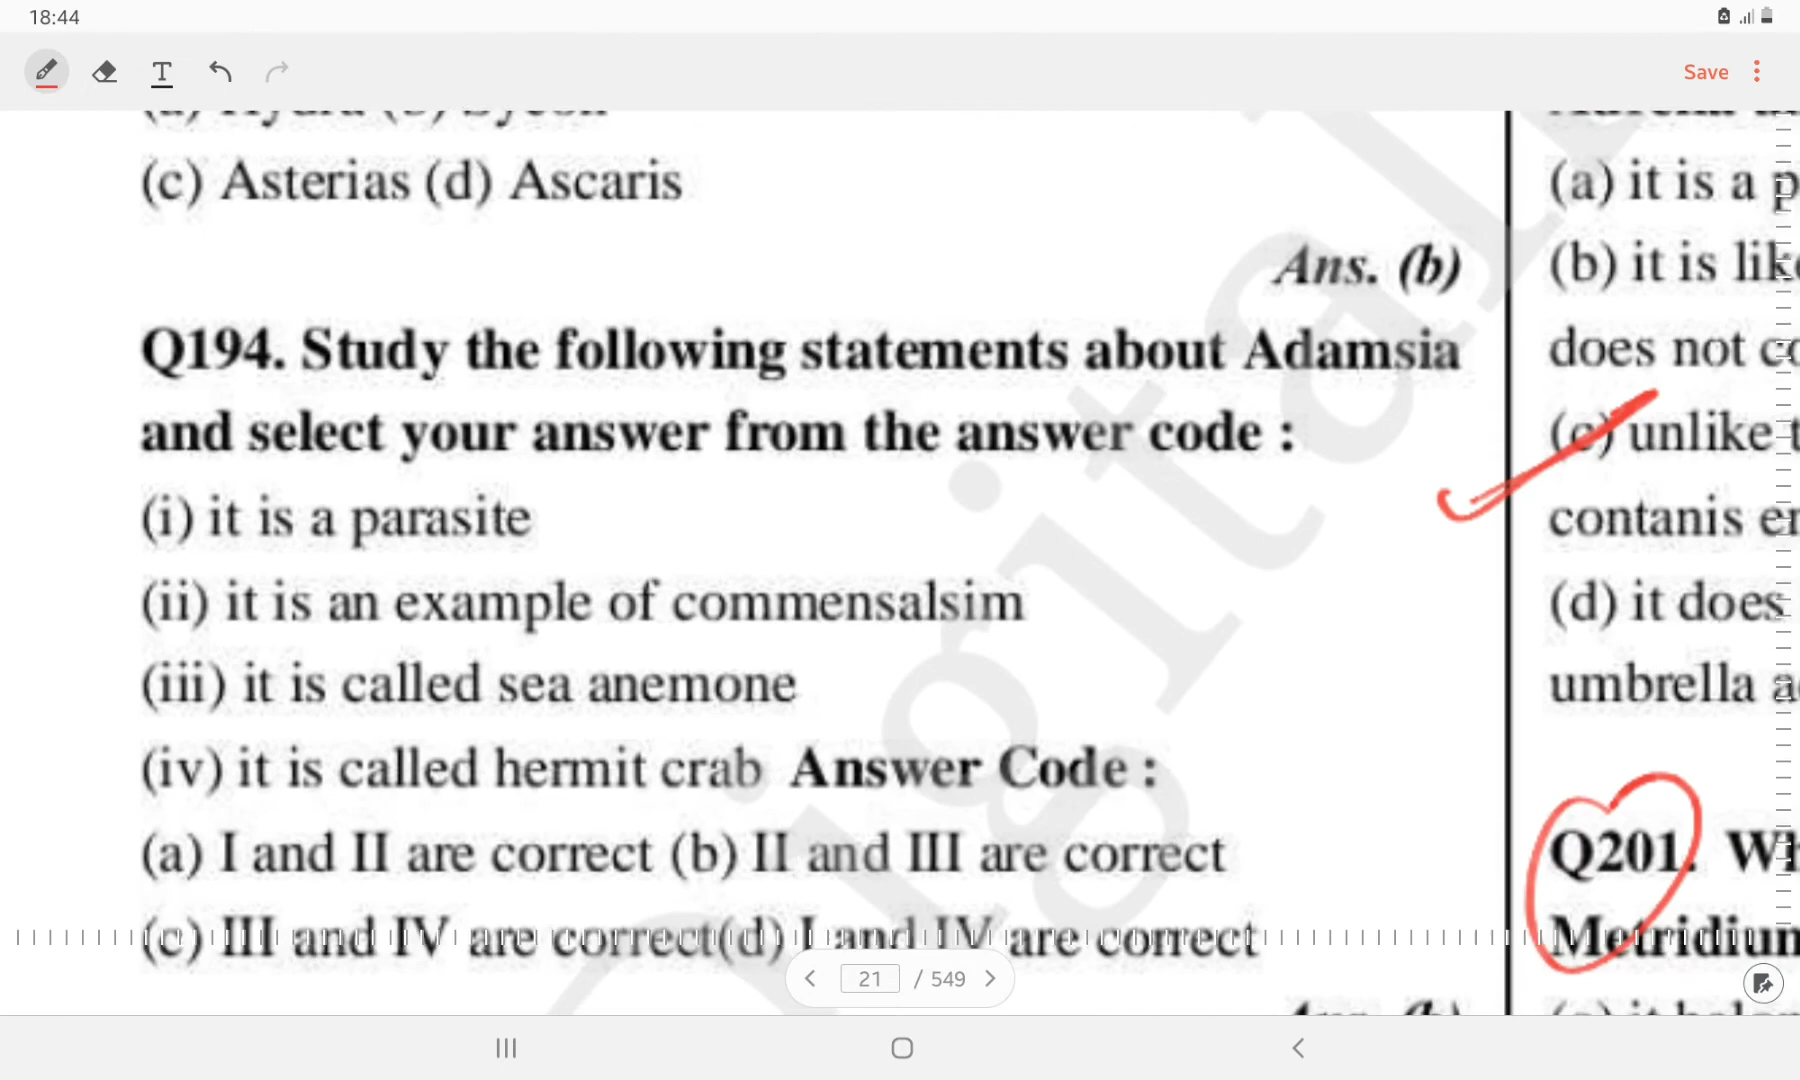 18:44
T
Save
(a) Hydra (b) Sycon
(c) Asterias (d) Ascaris
Ans. (b)
Q194. Study the following statements about Adamsia
and select your answer from the answer code :
(i) it is a parasite
(ii) it is an example of commensalsim
(iii) it is called sea anemone
(iv) it is called hermit crab Answer Code :
(a) I and II are correct (b) II and III are correct
(c) III and IV are correct(d) I and IV are correct
(a) it is a
(b) it is
does not
(c) unlike
contanis
(d) it does
umbrella
Q201.
Metridium
21 / 549